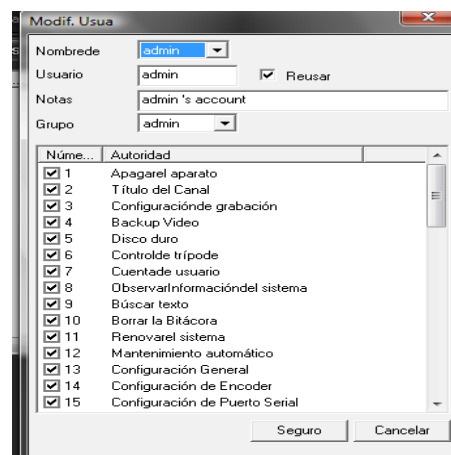 Modif. Usua
Nombrede admin
Usuario admin Reusar
Notas admin 's account
Grupo admin
Núme... Autoridad
1 Apagarel aparato
2 Título del Canal
3 Configuraciónde grabación
4 Backup Video
5 Disco duro
6 Controlde trípode
7 Cuentade usuario
8 ObservarInformacióndel sistema
9 Búscar texto
10 Borrar la Bitácora
11 Renovarel sistema
12 Mantenimiento automático
13 Configuración General
14 Configuración de Encoder
15 Configuración de Puerto Serial
Seguro Cancelar